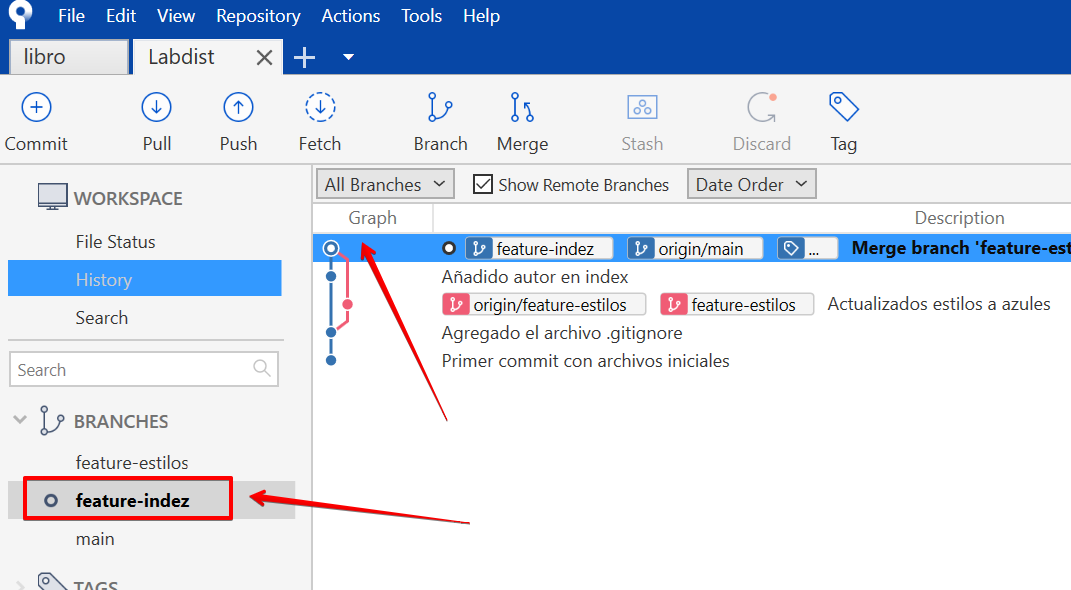 File Edit View Repository Actions Tools Help
libro Labdist
Commit Pull Push Fetch Branch Merge Stash Discard Tag
WORKSPACE
File Status
History
Search
Search
BRANCHES
feature-estilos
feature-indez
main
TAGS
All Branches Show Remote Branches Date Order
Graph Description
feature-indez origin/main ... Merge branch 'feature-est
Añadido autor en index
origin/feature-estilos feature-estilos Actualizados estilos a azules
Agregado el archivo .gitignore
Primer commit con archivos iniciales